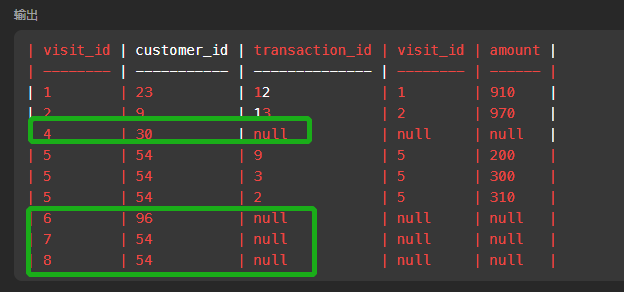 输出
| visit_id | customer_id | transaction_id | visit_id | amount |
| -------- | ----------- | -------------- | -------- | ------ |
| 1 | 23 | 12 | 1 | 910 |
| 2 | 9 | 13 | 2 | 970 |
| 4 | 30 | null | null | null |
| 5 | 54 | 9 | 5 | 200 |
| 5 | 54 | 3 | 5 | 300 |
| 5 | 54 | 2 | 5 | 310 |
| 6 | 96 | null | null | null |
| 7 | 54 | null | null | null |
| 8 | 54 | null | null | null |